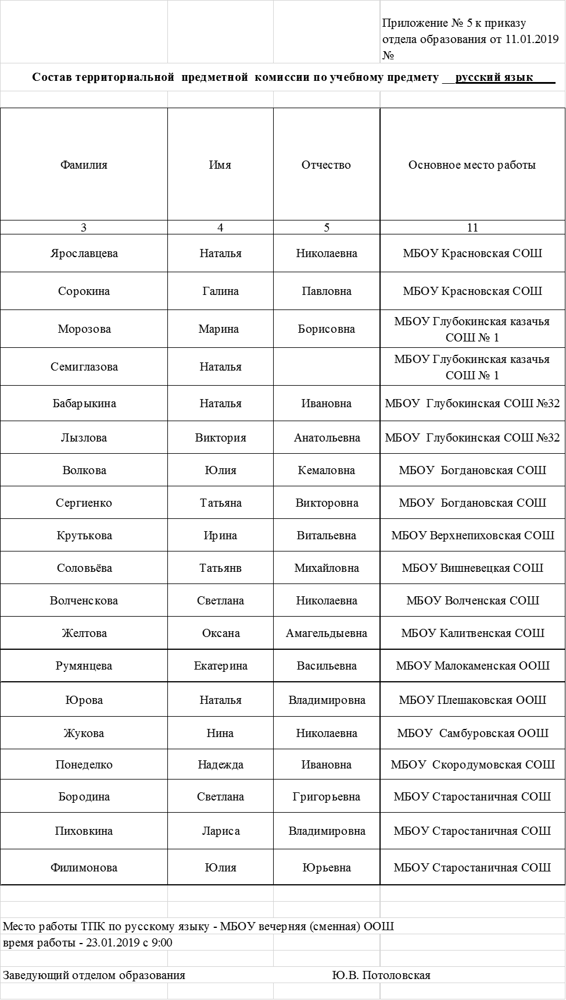 Приложение № 5 к приказу
отдела образования от 11.01.2019
№
Состав территориальной предметной комиссии по учебному предмету __русский язык___
Фамилия Имя Отчество Основное место работы
3 4 5 11
Ярославцева Наталья Николаевна МБОУ Красновская СОШ
Сорокина Галина Павловна МБОУ Красновская СОШ
Морозова Марина Борисовна МБОУ Глубокинская казачья
СОШ № 1
Семиглазова Наталья МБОУ Глубокинская казачья
СОШ № 1
Бабарыкина Наталья Ивановна МБОУ Глубокинская СОШ №32
Лызлова Виктория Анатольевна МБОУ Глубокинская СОШ №32
Волкова Юлия Кемаловна МБОУ Богдановская СОШ
Сергиенко Татьяна Викторовна МБОУ Богдановская СОШ
Крутькова Ирина Витальевна МБОУ Верхнепиховская СОШ
Соловьёва Татьянв Михайловна МБОУ Вишневецкая СОШ
Волченскова Светлана Николаевна МБОУ Волченская СОШ
Желтова Оксана Амагельдыевна МБОУ Калитвенская СОШ
Румянцева Екатерина Васильевна МБОУ Малокаменская ООШ
Юрова Наталья Владимировна МБОУ Плешаковская ООШ
Жукова Нина Николаевна МБОУ Самбуровская ООШ
Понеделко Надежда Ивановна МБОУ Скородумовская СОШ
Бородина Светлана Григорьевна МБОУ Старостаничная СОШ
Пиховкина Лариса Владимировна МБОУ Старостаничная СОШ
Филимонова Юлия Юрьевна МБОУ Старостаничная СОШ
Место работы ТПК по русскому языку - МБОУ вечерняя (сменная) ООШ
время работы - 23.01.2019 с 9:00
Заведующий отделом образования Ю.В. Потоловская